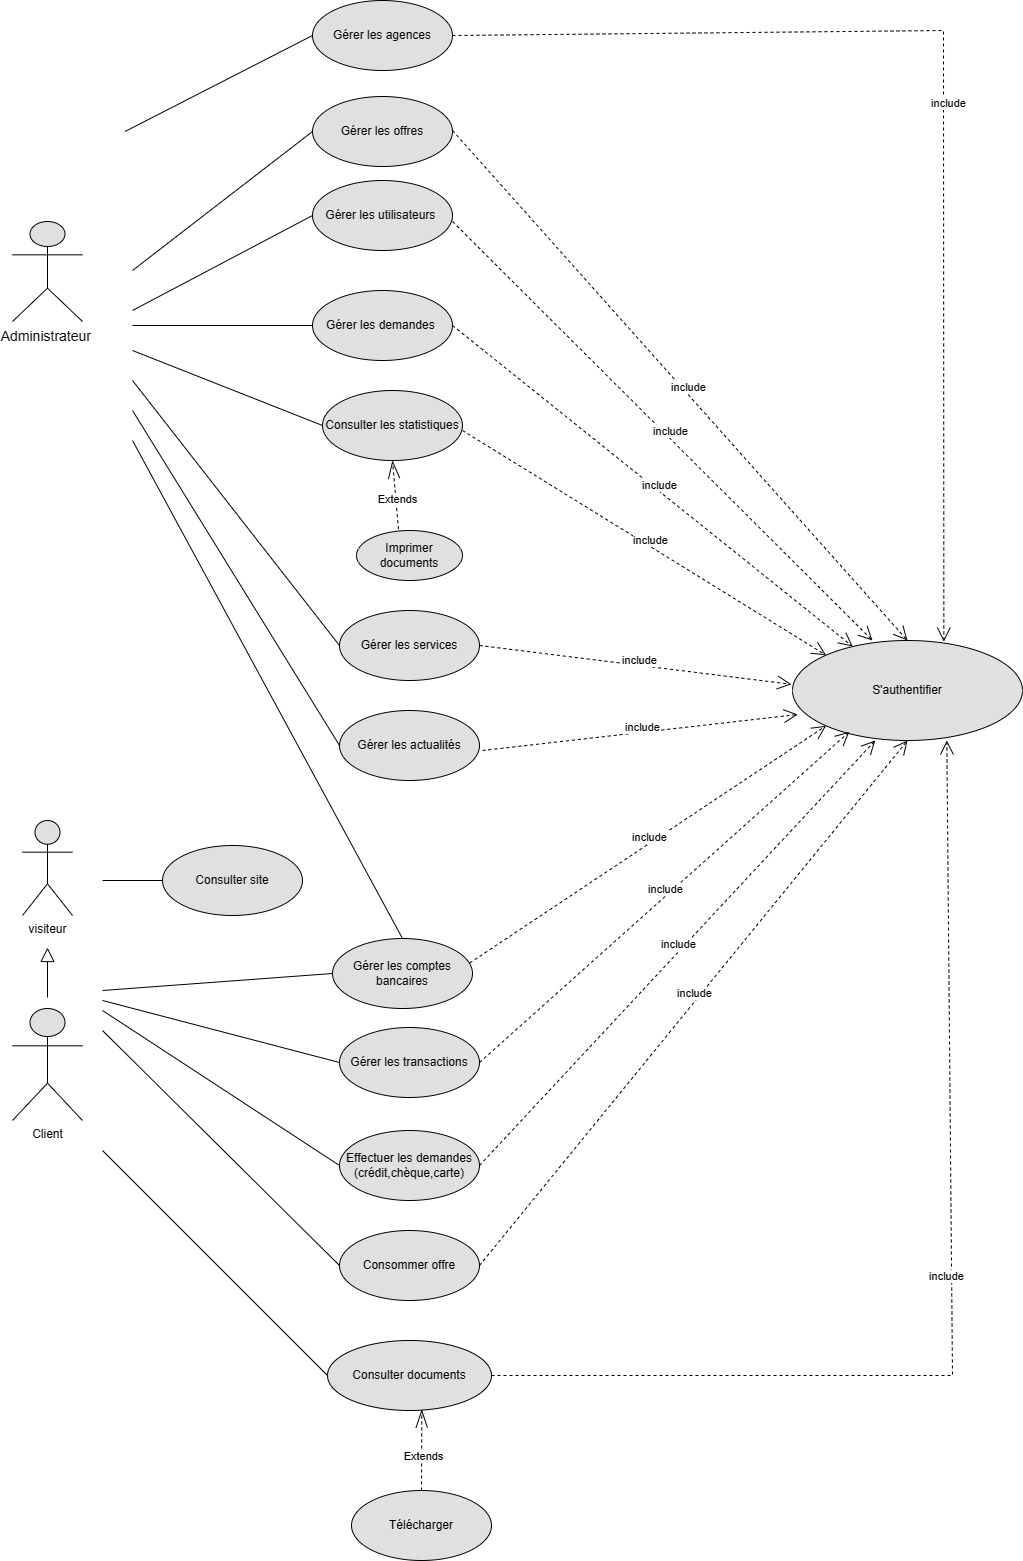 Gérer les agences
include
Gérer les offres
Gérer les utilisateurs
Administrateur
Gérer les demandes
include
Consulter les statistiques
include
include
Extends
include
Imprimer
documents
Gérer les services
include
S'authentifier
include
Gérer les actualités
include
Consulter site
include
visiteur
include
Gérer les comptes
bancaires
include
Gérer les transactions
Client
Effectuer les demandes
(crédit,chèque,carte)
Consommer offre
include
Consulter documents
Extends
Télécharger